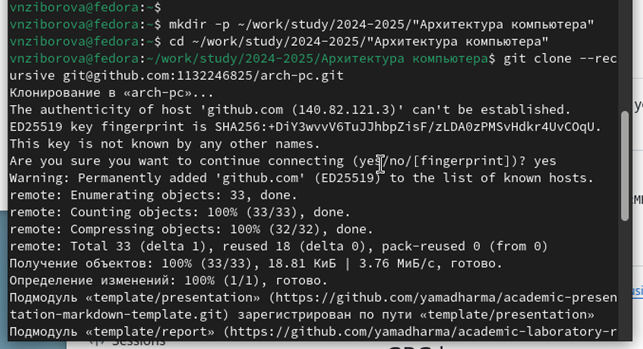 vnziborova@fedora:~$
vnziborova@fedora:~$ mkdir -p ~/work/study/2024-2025/"Архитектура компьютера"
vnziborova@fedora:~$ cd ~/work/study/2024-2025/"Архитектура компьютера"
vnziborova@fedora:~/work/study/2024-2025/Архитектура компьютера$ git clone --rec
ursive git@github.com:1132246825/arch-pc.git
Клонирование в «arch-pc»...
The authenticity of host 'github.com (140.82.121.3)' can't be established.
ED25519 key fingerprint is SHA256:+DiY3wvvV6TuJJhbpZisF/zLDA0zPMSvHdkr4UvCOqU.
This key is not known by any other names.
Are you sure you want to continue connecting (yes/no/[fingerprint])? yes
Warning: Permanently added 'github.com' (ED25519) to the list of known hosts.
remote: Enumerating objects: 33, done.
remote: Counting objects: 100% (33/33), done.
remote: Compressing objects: 100% (32/32), done.
remote: Total 33 (delta 1), reused 18 (delta 0), pack-reused 0 (from 0)
Получение объектов: 100% (33/33), 18.81 КиБ | 3.76 МиБ/с, готово.
Определение изменений: 100% (1/1), готово.
Подмодуль «template/presentation» (https://github.com/yamadharma/academic-presen
tation-markdown-template.git) зарегистрирован по пути «template/presentation»
Подмодуль «template/report» (https://github.com/yamadharma/academic-laboratory-r
Sessions